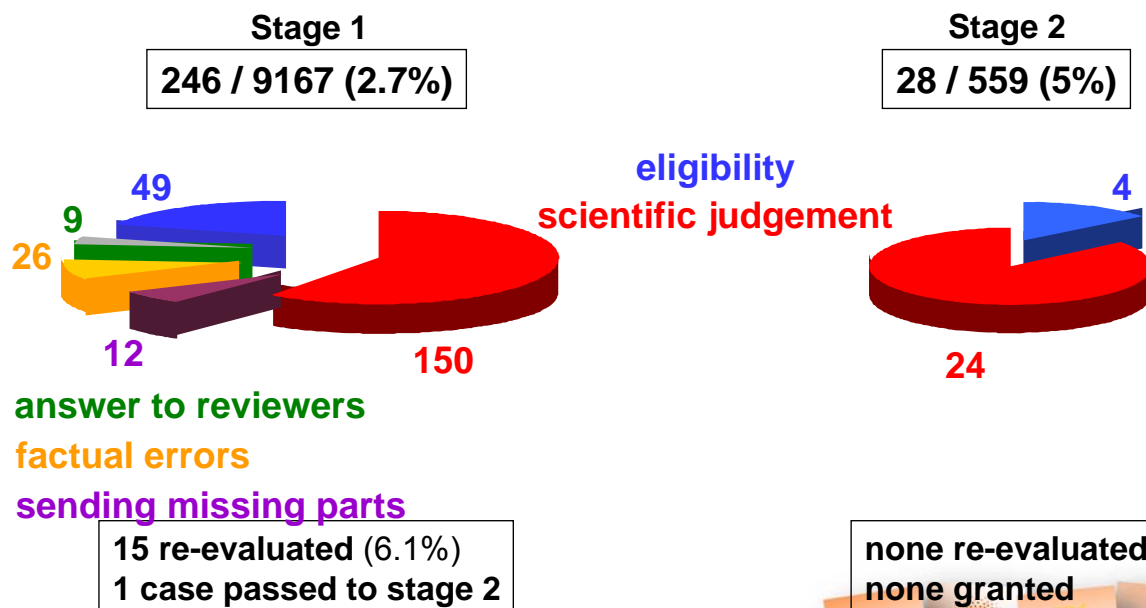 Stage 1
246 / 9167 (2.7%)
Stage 2
28 / 559 (5%)
eligibility
scientific judgement
49
9
26
12
150
4
24
answer to reviewers
factual errors
sending missing parts
15 re-evaluated (6.1%)
1 case passed to stage 2
none re-evaluated
none granted